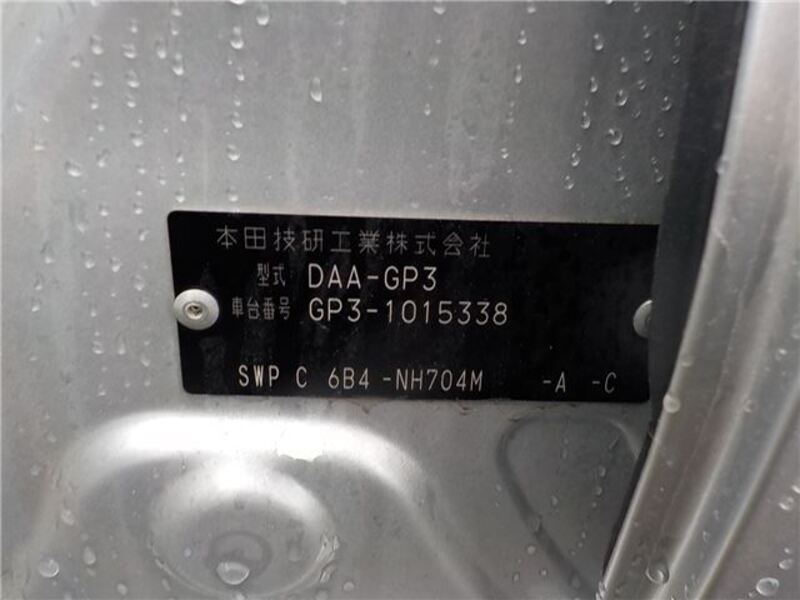 本田技研工業株式会社
型式 DAA-GP3
車台番号 GP3-1015338
SWP C 6B4 -NH704M -A -C